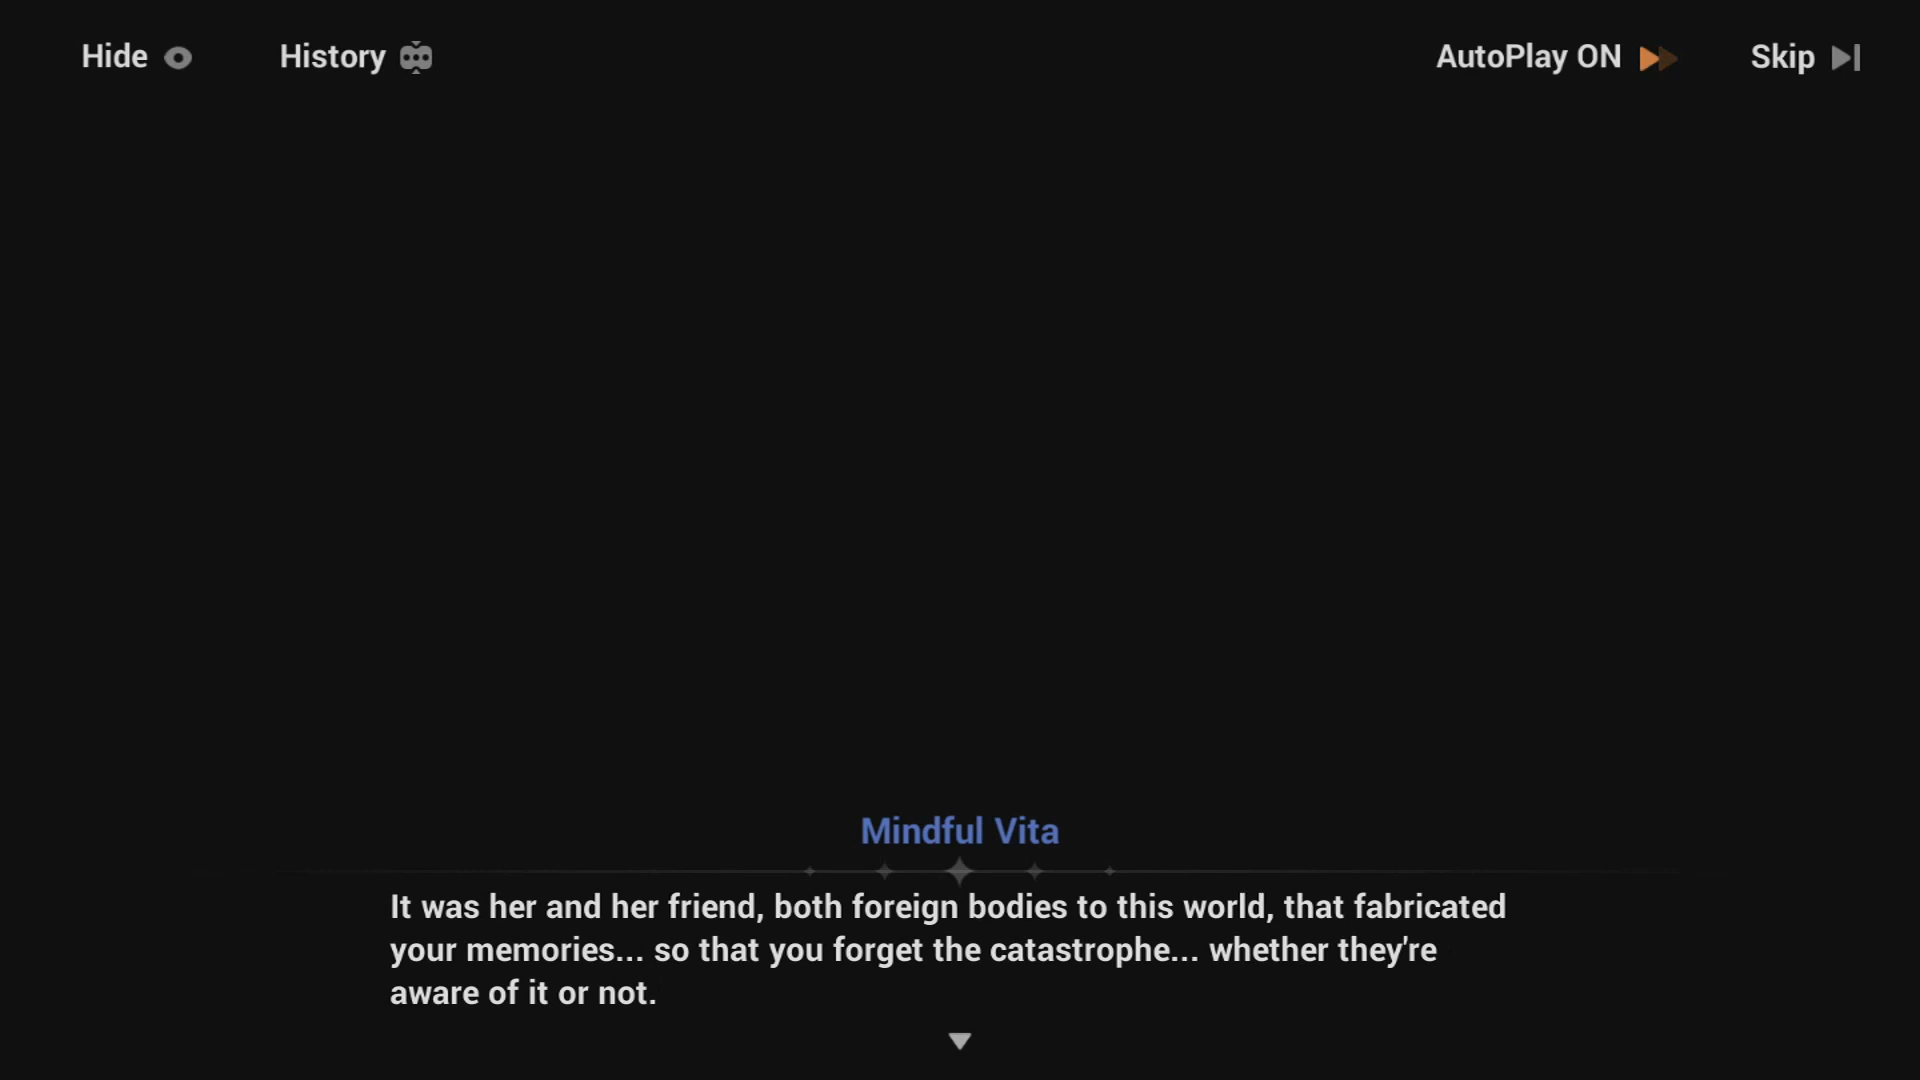 Hide
History
AutoPlay ON
Skip
Mindful Vita
It was her and her friend, both foreign bodies to this world, that fabricated
your memories... so that you forget the catastrophe... whether they're
aware of it or not.